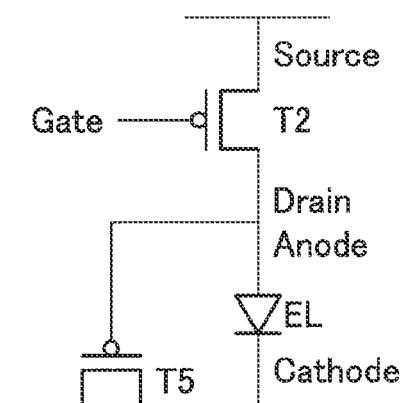 Source
Gate
T2
Drain
Anode
EL
Cathode
T5